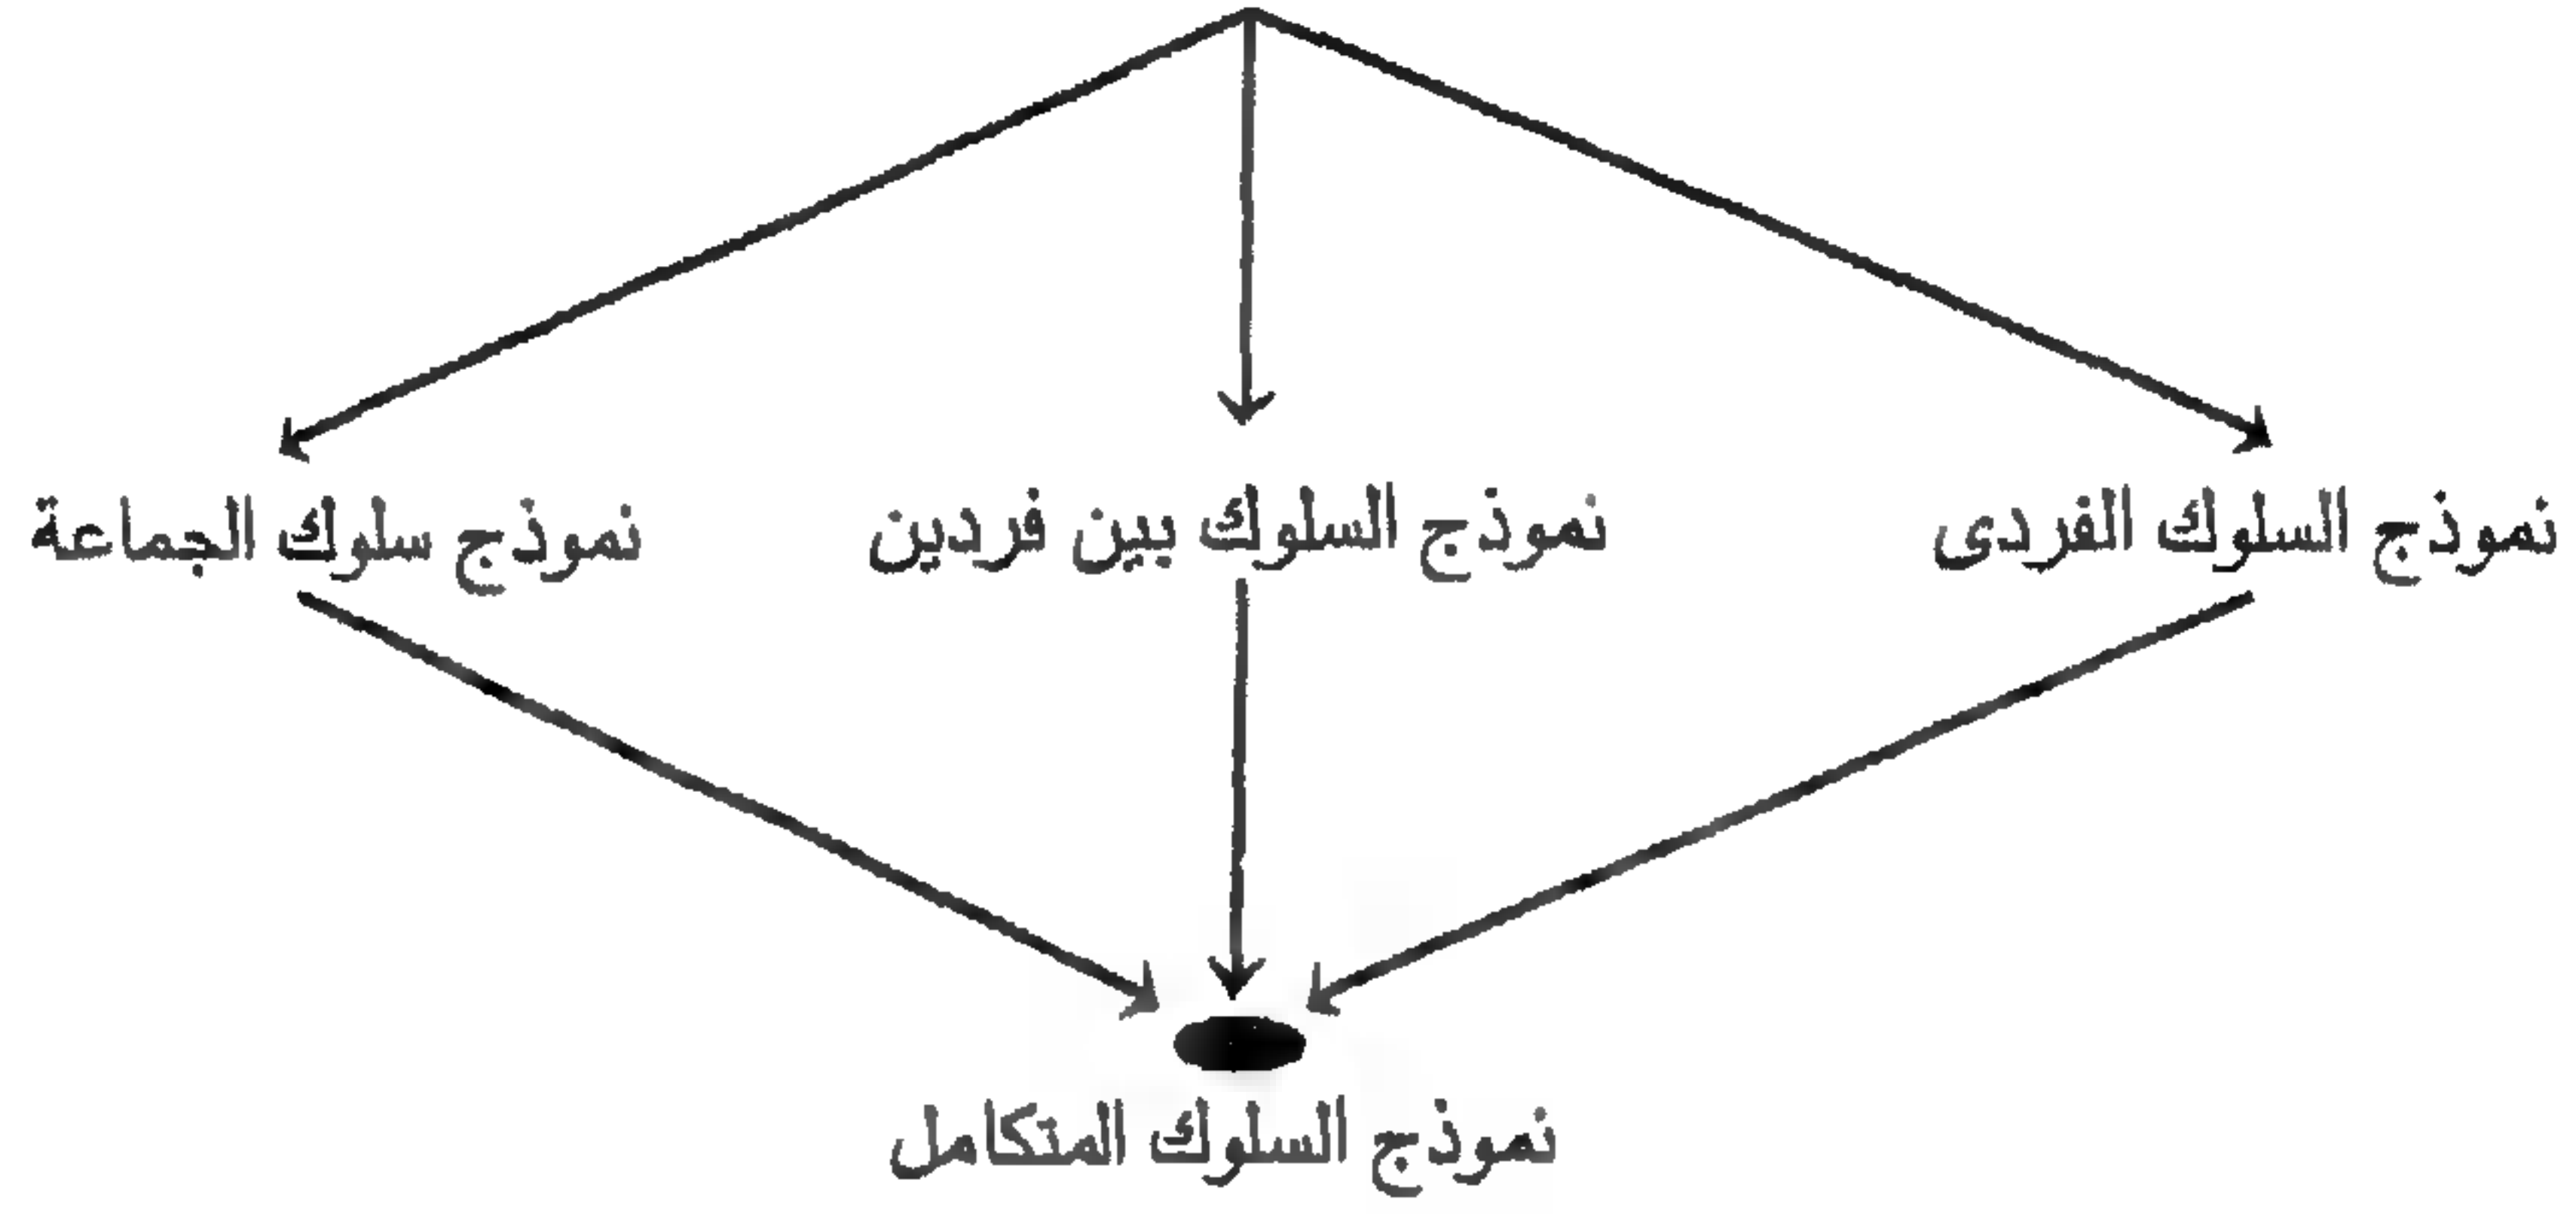 نموذج السلوك الفردى
نموذج السلوك بين فردين
نموذج سلوك الجماعة
نموذج السلوك المتكامل